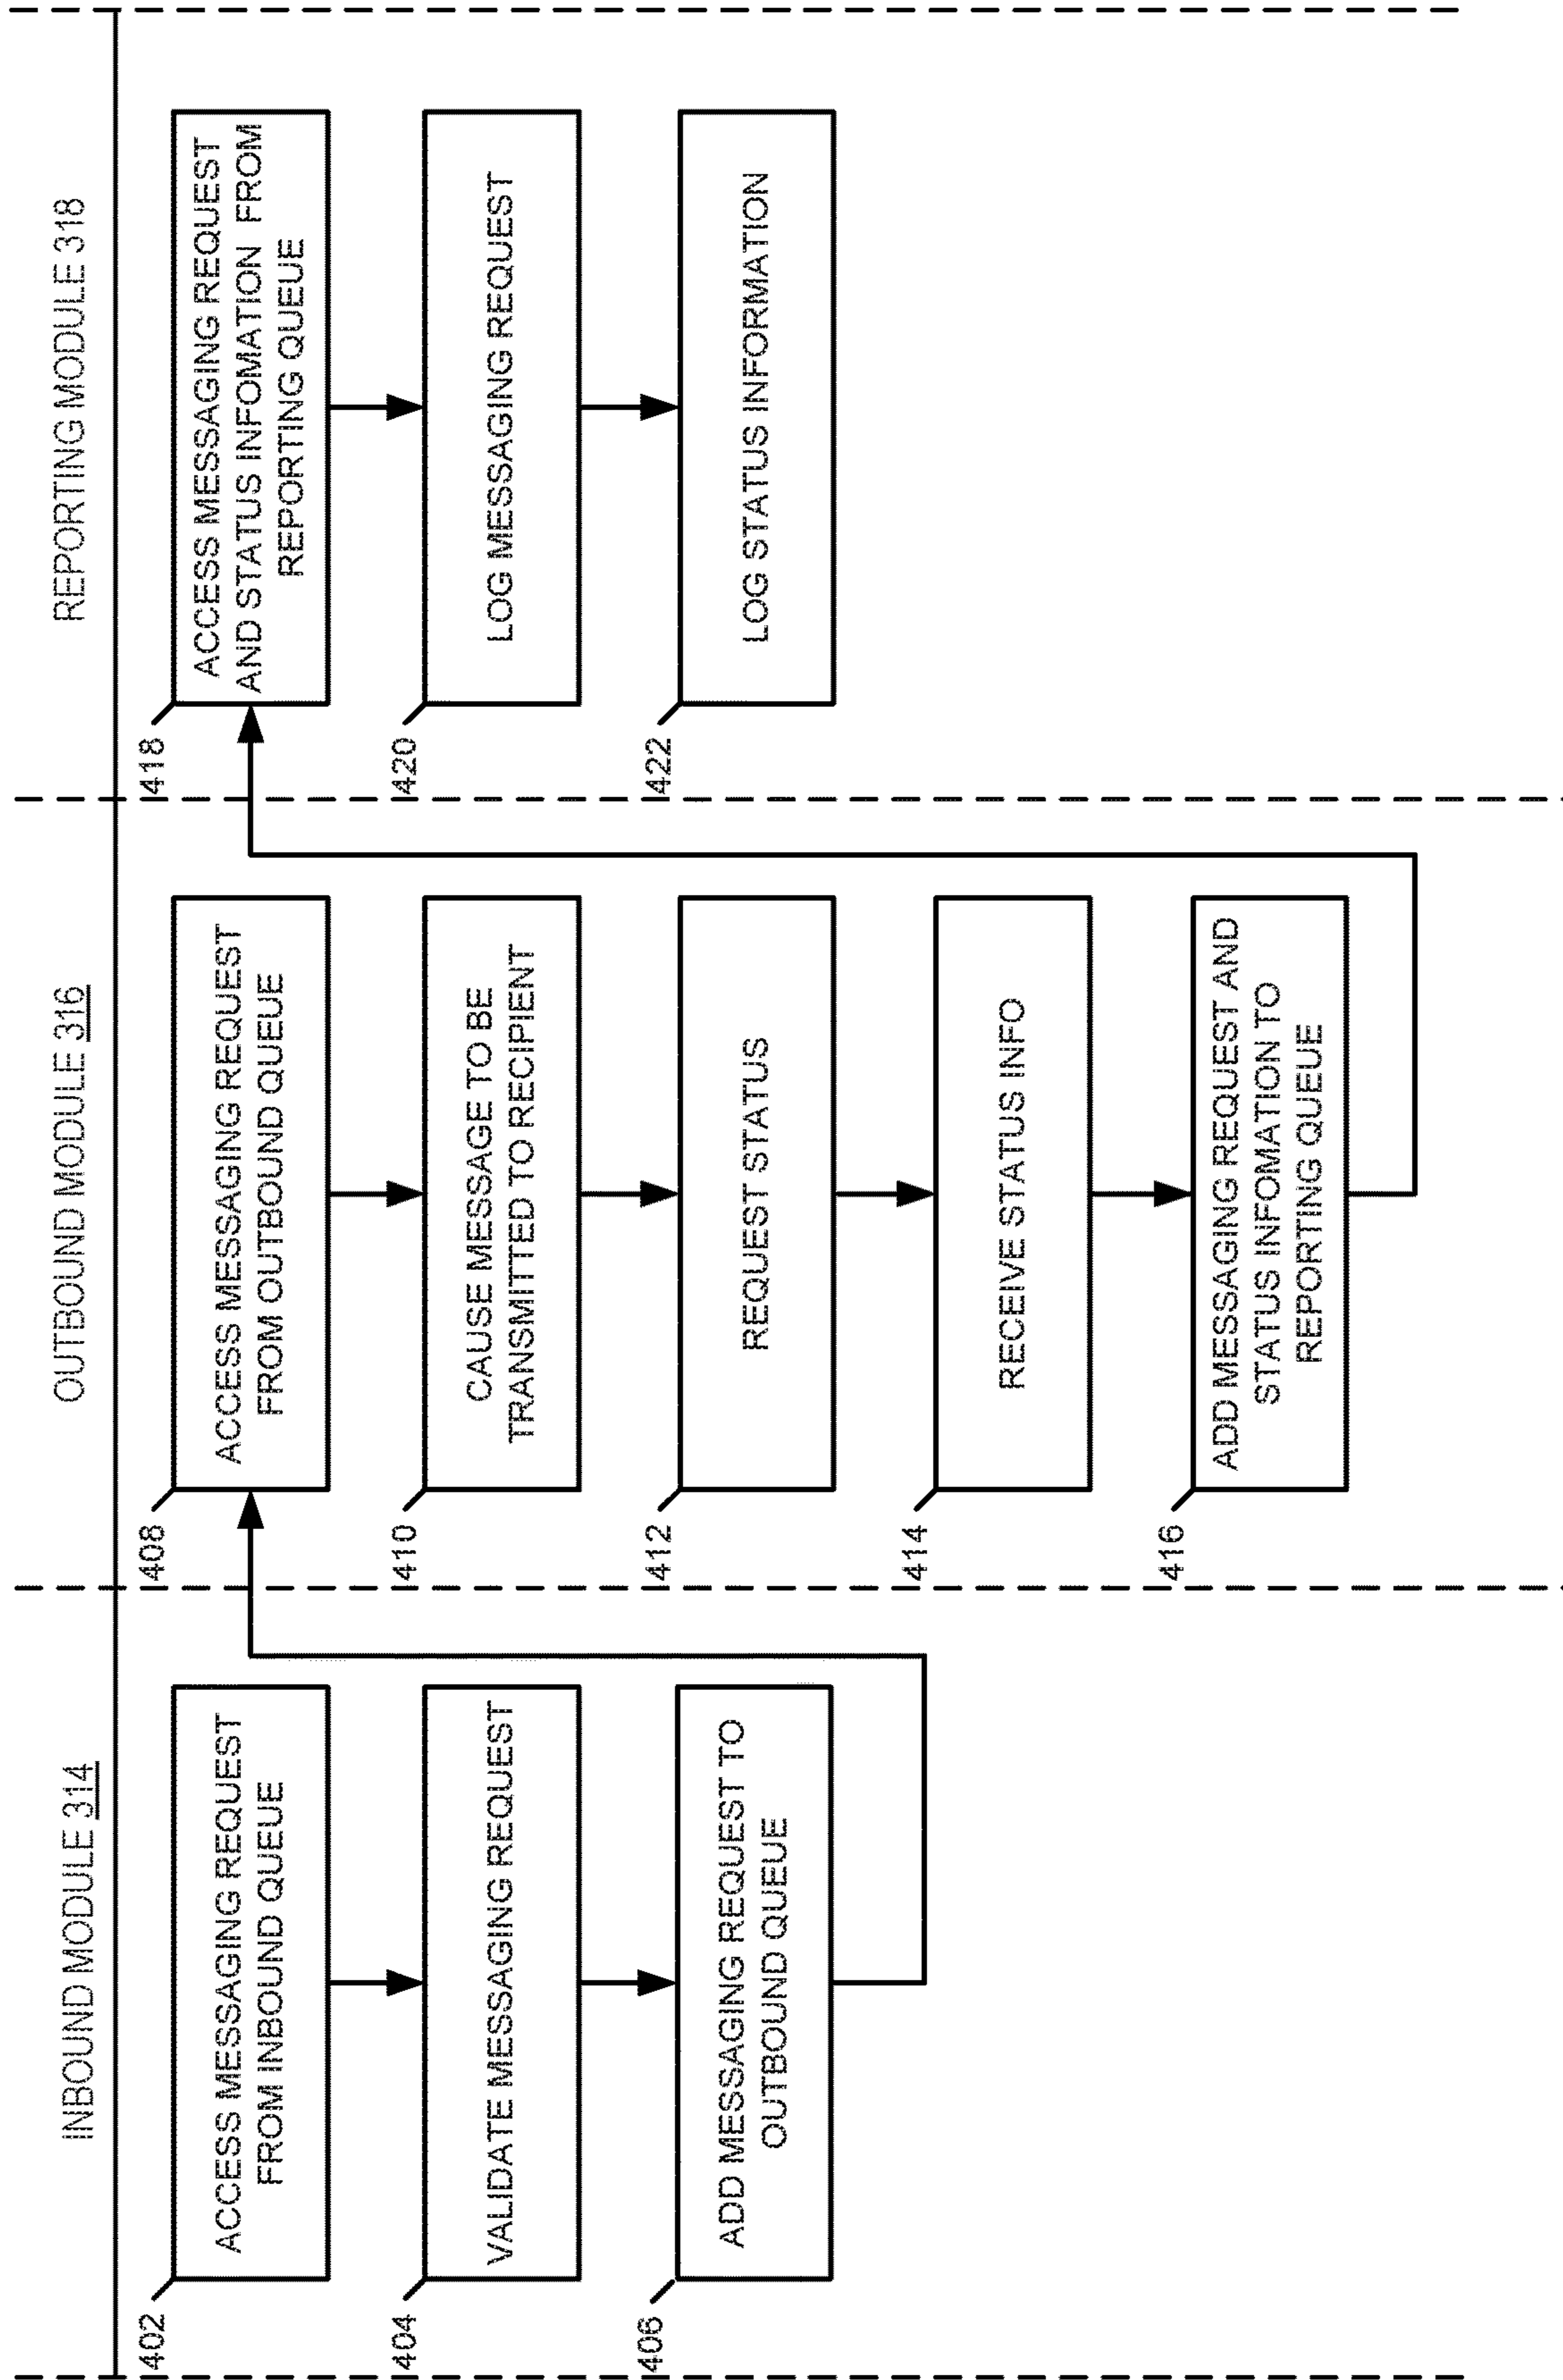 INBOUND MODULE 314
402
ACCESS MESSAGING REQUEST
FROM INBOUND QUEUE
404
VALIDATE MESSAGING REQUEST
406
ADD MESSAGING REQUEST TO
OUTBOUND QUEUE
OUTBOUND MODULE 316
408
ACCESS MESSAGING REQUEST
FROM OUTBOUND QUEUE
410
CAUSE MESSAGE TO BE
TRANSMITTED TO RECIPIENT
412
REQUEST STATUS
414
RECEIVE STATUS INFO
416
ADD MESSAGING REQUEST AND
STATUS INFOMATION TO
REPORTING QUEUE
REPORTING MODULE 318
418
ACCESS MESSAGING REQUEST
AND STATUS INFOMATION FROM
REPORTING QUEUE
420
LOG MESSAGING REQUEST
422
LOG STATUS INFORMATION